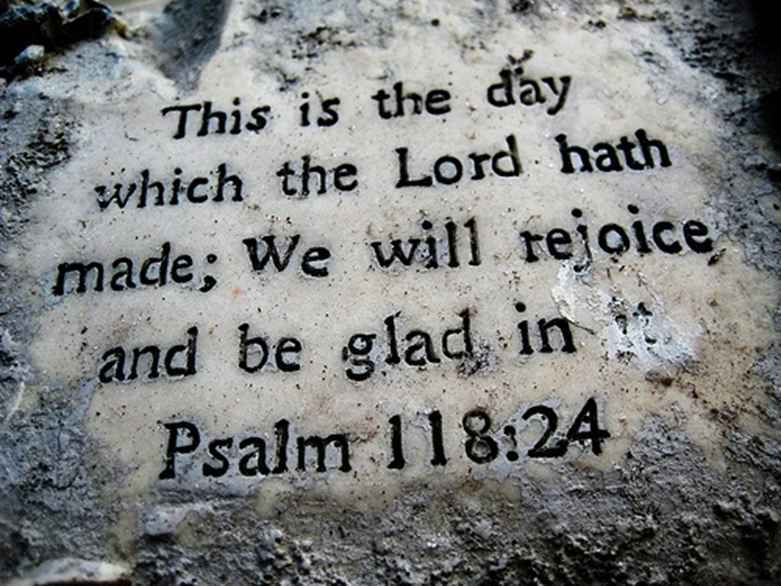 This is the day
which the Lord hath
made; We will rejoice,
and be glad in it
Psalm 118:24